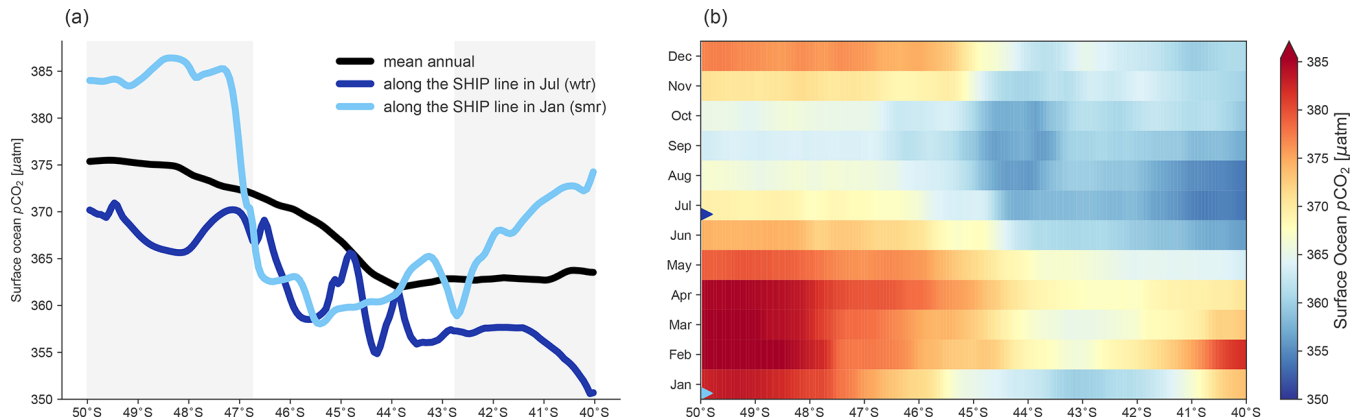 (a)
Surface ocean pCO₂ [μatm]
385
380
375
370
365
360
355
350
mean annual
along the SHIP line in Jul (wtr)
along the SHIP line in Jan (smr)
50°S 49°S 48°S 47°S 46°S 45°S 44°S 43°S 42°S 41°S 40°S
(b)
Dec
Nov
Oct
Sep
Aug
Jul
Jun
May
Apr
Mar
Feb
Jan
50°S 49°S 48°S 47°S 46°S 45°S 44°S 43°S 42°S 41°S 40°S
385
380
375
370
365
360
355
350
Surface Ocean pCO₂ [μatm]